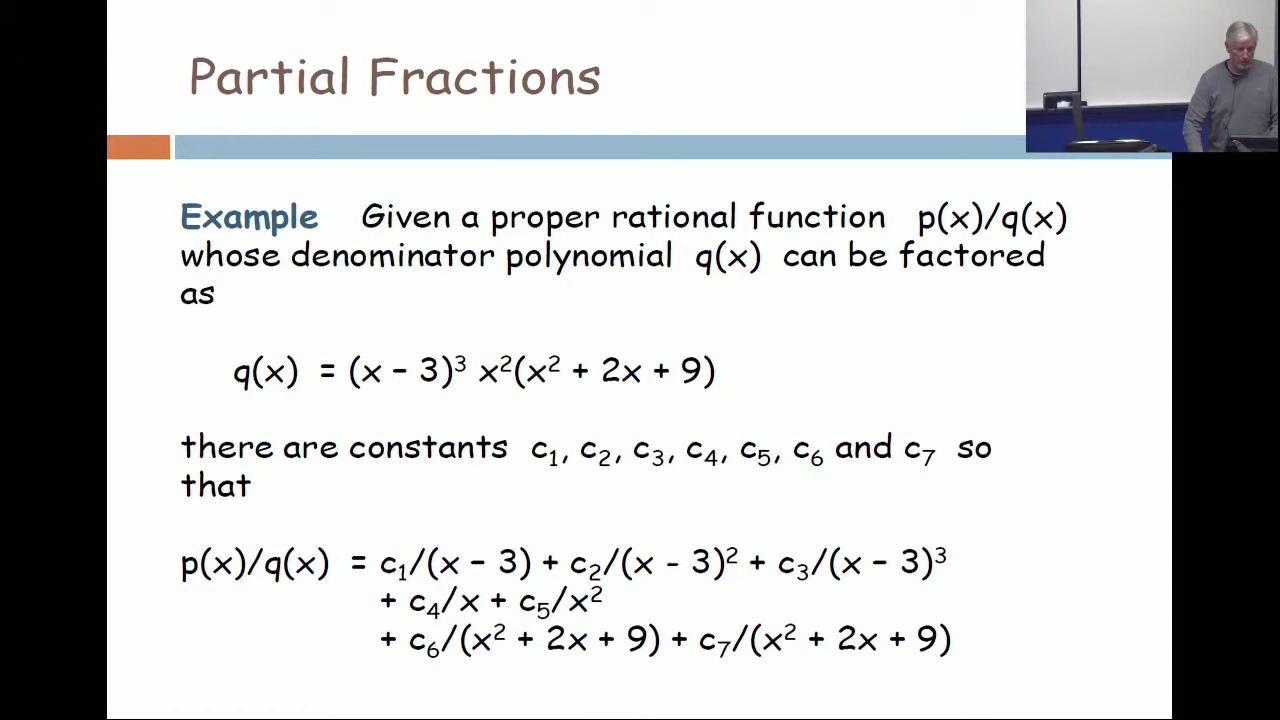 Partial Fractions
Example Given a proper rational function p(x)/q(x)
whose denominator polynomial q(x) can be factored
as
q(x) = (x – 3)³ x²(x² + 2x + 9)
there are constants c₁, c₂, c₃, c₄, c₅, c₆ and c₇ so
that
p(x)/q(x) = c₁/(x – 3) + c₂/(x - 3)² + c₃/(x – 3)³
+ c₄/x + c₅/x²
+ c₆/(x² + 2x + 9) + c₇/(x² + 2x + 9)